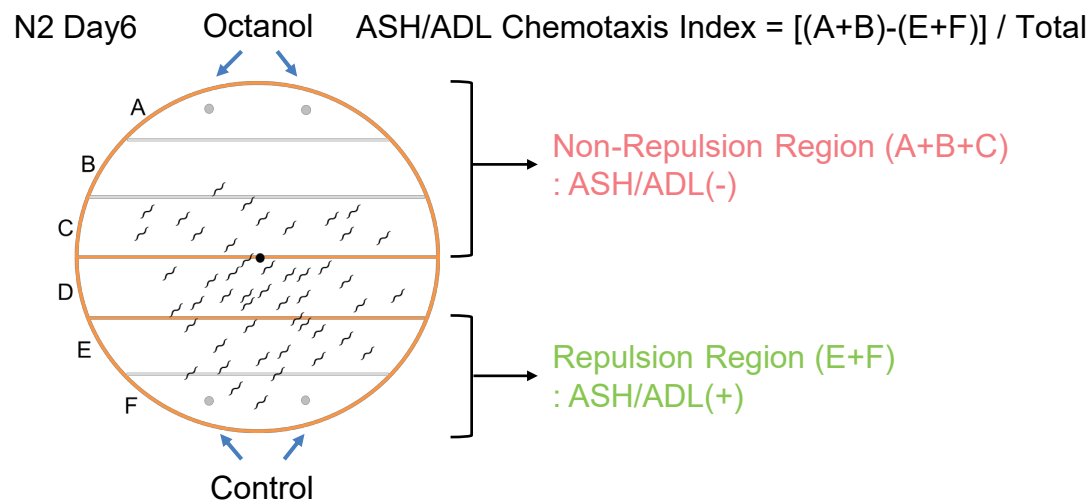 N2 Day6
Octanol
ASH/ADL Chemotaxis Index = [(A+B)-(E+F)] / Total
A
B
C
D
E
F
Non-Repulsion Region (A+B+C)
: ASH/ADL(-)
Repulsion Region (E+F)
: ASH/ADL(+)
Control